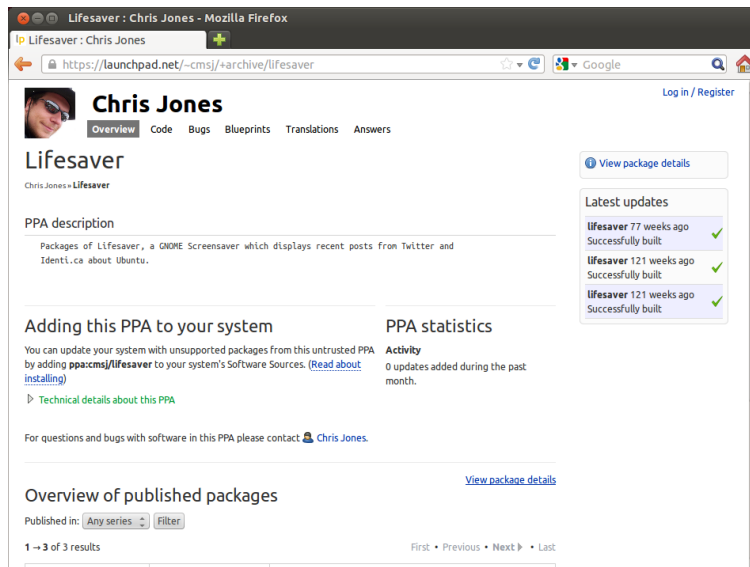 Lifesaver : Chris Jones - Mozilla Firefox
lp Lifesaver : Chris Jones
https://launchpad.net/~cmsj/+archive/lifesaver
Google
Log in / Register
Chris Jones
Overview Code Bugs Blueprints Translations Answers
Lifesaver
Chris Jones » Lifesaver
View package details
Latest updates
lifesaver 77 weeks ago
Successfully built
lifesaver 121 weeks ago
Successfully built
lifesaver 121 weeks ago
Successfully built
PPA description
Packages of Lifesaver, a GNOME Screensaver which displays recent posts from Twitter and
Identi.ca about Ubuntu.
Adding this PPA to your system
You can update your system with unsupported packages from this untrusted PPA
by adding ppa:cmsj/lifesaver to your system's Software Sources. (Read about
installing)
Technical details about this PPA
PPA statistics
Activity
0 updates added during the past
month.
For questions and bugs with software in this PPA please contact Chris Jones.
View package details
Overview of published packages
Published in: Any series Filter
1 → 3 of 3 results
First • Previous • Next • Last